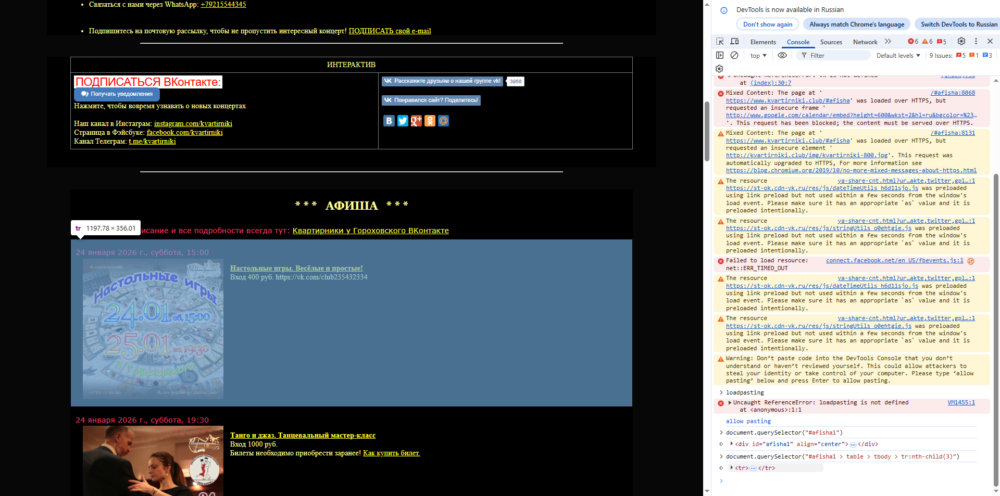 Связаться с нами через WhatsApp: +79215544345
Подпишитесь на почтовую рассылку, чтобы не пропустить интересный концерт! ПОДПИСАТЬ свой e-mail
ИНТЕРАКТИВ
ПОДПИСАТЬСЯ ВКонтакте:
Получать уведомления
Нажмите, чтобы вовремя узнавать о новых концертах
Наш канал в Инстаграм: instagram.com/kvartirniki
Страница в Фэйсбуке: facebook.com/kvartirniki
Канал Телеграм: t.me/kvartirniki
Расскажите друзьям о нашей группе vk! 3956
Понравился сайт? Поделитесь!
* * * АФИША * * *
tr 1197.78 × 356.01
исание и все подробности всегда тут: Квартирники у Гороховского ВКонтакте
24 января 2026 г., суббота, 15:00
vk.com/kvartirniki
Квартирники
Настольные игры
24.01, сб, 15:00
25.01 вс, 19:30
у Гороховского
+7 921 55-44-345
vk.com/psychology_cinema_club
Настольные игры. Весёлые и простые!
Вход 400 руб. https://vk.com/club235432334
24 января 2026 г., суббота, 19:30
Квартирники
Танго и джаз. Танцевальный мастер-класс
Вход 1000 руб.
Билеты необходимо приобрести заранее! Как купить билет.
DevTools is now available in Russian
Don't show again Always match Chrome's language Switch DevTools to Russian
Elements Console Sources Network 6 6 5
top Filter Default levels 9 Issues: 5 1 3
Uncaught ReferenceError: VK is not defined (index):30
at (index):30:7
Mixed Content: The page at ' /#afisha:8068
https://www.kvartirniki.club/#afisha' was loaded over HTTPS, but
requested an insecure frame '
http://www.google.com/calendar/embed?height=600&wkst=2&hl=ru&bgcolor=%23…
'. This request has been blocked; the content must be served over HTTPS.
Mixed Content: The page at ' /#afisha:8131
https://www.kvartirniki.club/#afisha' was loaded over HTTPS, but
requested an insecure element '
http://kvartirniki.club/img/kvartirniki-800.jpg'. This request was
automatically upgraded to HTTPS, For more information see
https://blog.chromium.org/2019/10/no-more-mixed-messages-about-https.html
The resource ya-share-cnt.html?ur…akte,twitter,gpl…:1
https://st-ok.cdn-vk.ru/res/js/dateTimeUtils_h6d11sjo.js was preloaded
using link preload but not used within a few seconds from the window's
load event. Please make sure it has an appropriate `as` value and it is
preloaded intentionally.
The resource ya-share-cnt.html?ur…akte,twitter,gpl…:1
https://st-ok.cdn-vk.ru/res/js/stringUtils_o0ehtgie.js was preloaded
using link preload but not used within a few seconds from the window's
load event. Please make sure it has an appropriate `as` value and it is
preloaded intentionally.
Failed to load resource: connect.facebook.net/en_US/fbevents.js:1
net::ERR_TIMED_OUT
The resource ya-share-cnt.html?ur…akte,twitter,gpl…:1
https://st-ok.cdn-vk.ru/res/js/dateTimeUtils_h6d11sjo.js was preloaded
using link preload but not used within a few seconds from the window's
load event. Please make sure it has an appropriate `as` value and it is
preloaded intentionally.
The resource ya-share-cnt.html?ur…akte,twitter,gpl…:1
https://st-ok.cdn-vk.ru/res/js/stringUtils_o0ehtgie.js was preloaded
using link preload but not used within a few seconds from the window's
load event. Please make sure it has an appropriate `as` value and it is
preloaded intentionally.
Warning: Don’t paste code into the DevTools Console that you don’t
understand or haven’t reviewed yourself. This could allow attackers to
steal your identity or take control of your computer. Please type ‘allow
pasting’ below and press Enter to allow pasting.
loadpasting
Uncaught ReferenceError: loadpasting is not defined VM1455:1
at <anonymous>:1:1
allow pasting
document.querySelector("#afisha1")
<div id="afisha1" align="center">…</div>
document.querySelector("#afisha1 > table > tbody > tr:nth-child(3)")
<tr>…</tr>